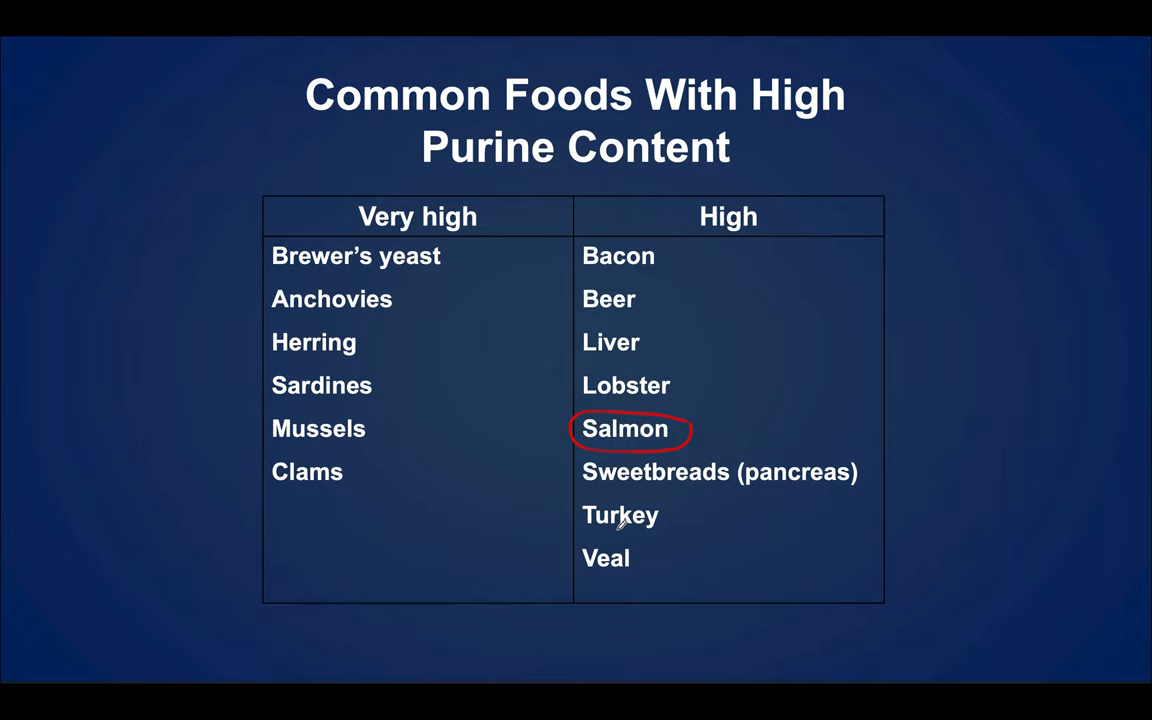 Common Foods With High
Purine Content
Very high
High
Brewer’s yeast
Bacon
Anchovies
Beer
Herring
Liver
Sardines
Lobster
Mussels
Salmon
Clams
Sweetbreads (pancreas)
Turkey
Veal